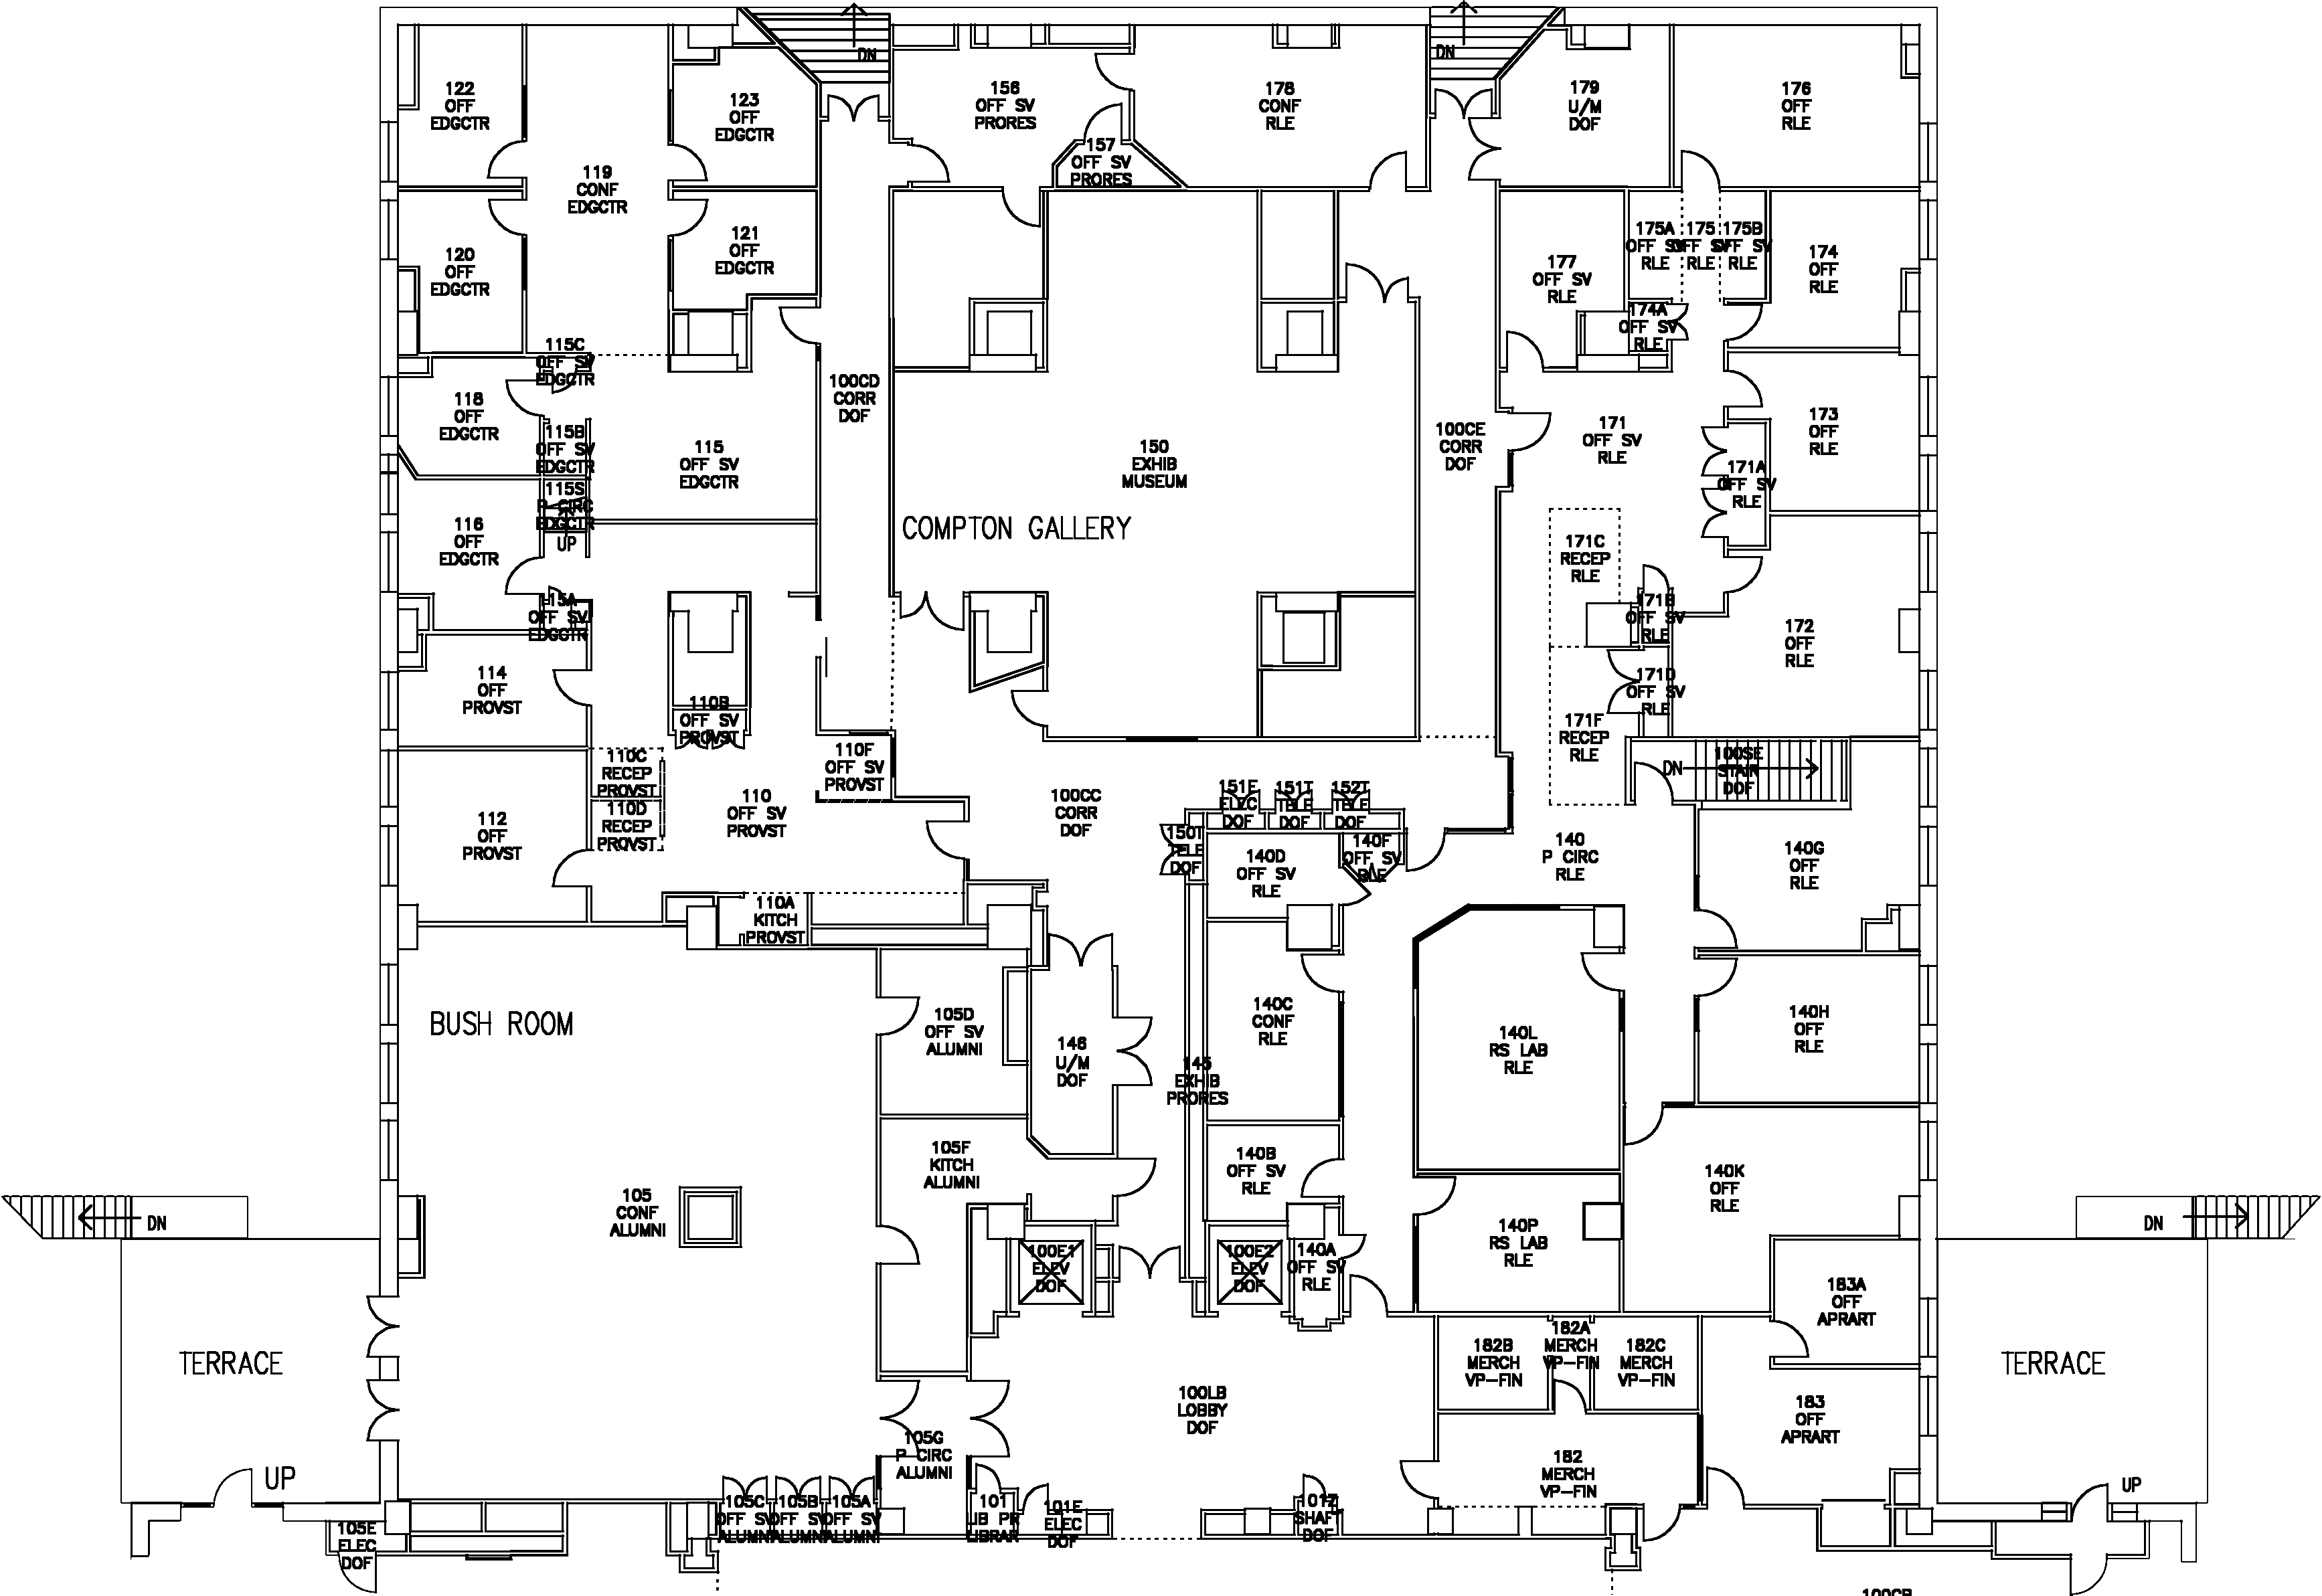 DN
DN
122
OFF
EDGCTR
123
OFF
EDGCTR
156
OFF SV
PRORES
178
CONF
RLE
179
U/M
DOF
176
OFF
RLE
119
CONF
EDGCTR
157
OFF SV
PRORES
120
OFF
EDGCTR
121
OFF
EDGCTR
177
OFF SV
RLE
175A
OFF SV
RLE
175
OFF SV
RLE
175B
OFF SV
RLE
174
OFF
RLE
174A
OFF SV
RLE
115C
OFF SV
EDGCTR
118
OFF
EDGCTR
115B
OFF SV
EDGCTR
115
OFF SV
EDGCTR
100CD
CORR
DOF
150
EXHIB
MUSEUM
100CE
CORR
DOF
171
OFF SV
RLE
173
OFF
RLE
171A
OFF SV
RLE
115S
P CIRC
EDGCTR
UP
116
OFF
EDGCTR
COMPTON GALLERY
171C
RECEP
RLE
115A
OFF SV
EDGCTR
171B
OFF SV
RLE
172
OFF
RLE
114
OFF
PROVST
110B
OFF SV
PROVST
171D
OFF SV
RLE
171F
RECEP
RLE
110C
RECEP
PROVST
110F
OFF SV
PROVST
DN
100SE
STAIR
DOF
112
OFF
PROVST
110D
RECEP
PROVST
110
OFF SV
PROVST
100CC
CORR
DOF
151E
ELEC
DOF
151T
TELE
DOF
152T
TELE
DOF
150T
TELE
DOF
140D
OFF SV
RLE
140F
OFF SV
RLE
140
P CIRC
RLE
140G
OFF
RLE
110A
KITCH
PROVST
BUSH ROOM
105D
OFF SV
ALUMNI
146
U/M
DOF
140C
CONF
RLE
140L
RS LAB
RLE
140H
OFF
RLE
145
EXHIB
PRORES
105F
KITCH
ALUMNI
140B
OFF SV
RLE
140K
OFF
RLE
DN
105
CONF
ALUMNI
140P
RS LAB
RLE
DN
100E1
ELEV
DOF
100E2
ELEV
DOF
140A
OFF SV
RLE
183A
OFF
APRART
TERRACE
182B
MERCH
VP-FIN
182A
MERCH
VP-FIN
182C
MERCH
VP-FIN
TERRACE
100LB
LOBBY
DOF
183
OFF
APRART
105G
P CIRC
ALUMNI
182
MERCH
VP-FIN
UP
UP
105E
ELEC
DOF
105C
OFF SV
ALUMNI
105B
OFF SV
ALUMNI
105A
OFF SV
ALUMNI
101
LIB PR
LIBRAR
101E
ELEC
DOF
101Z
SHAFT
DOF